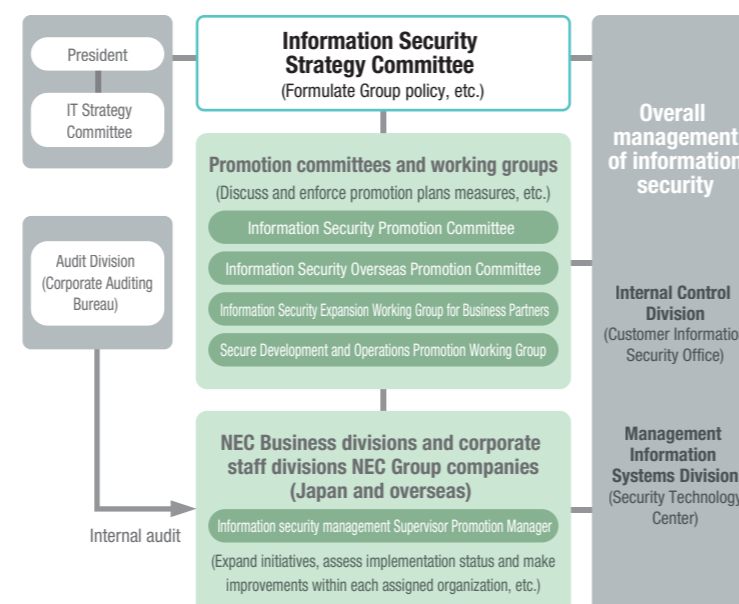 President
IT Strategy
Committee
Information Security
Strategy Committee
(Formulate Group policy, etc.)
Promotion committees and working groups
(Discuss and enforce promotion plans measures, etc.)
Information Security Promotion Committee
Information Security Overseas Promotion Committee
Information Security Expansion Working Group for Business Partners
Secure Development and Operations Promotion Working Group
Audit Division
(Corporate Auditing
Bureau)
Internal audit
NEC Business divisions and corporate
staff divisions NEC Group companies
(Japan and overseas)
Information security management Supervisor Promotion Manager
(Expand initiatives, assess implementation status and make
improvements within each assigned organization, etc.)
Overall
management
of information
security
Internal Control
Division
(Customer Informatio
Security Office)
Management
Information
Systems Division
(Security Technology
Center)